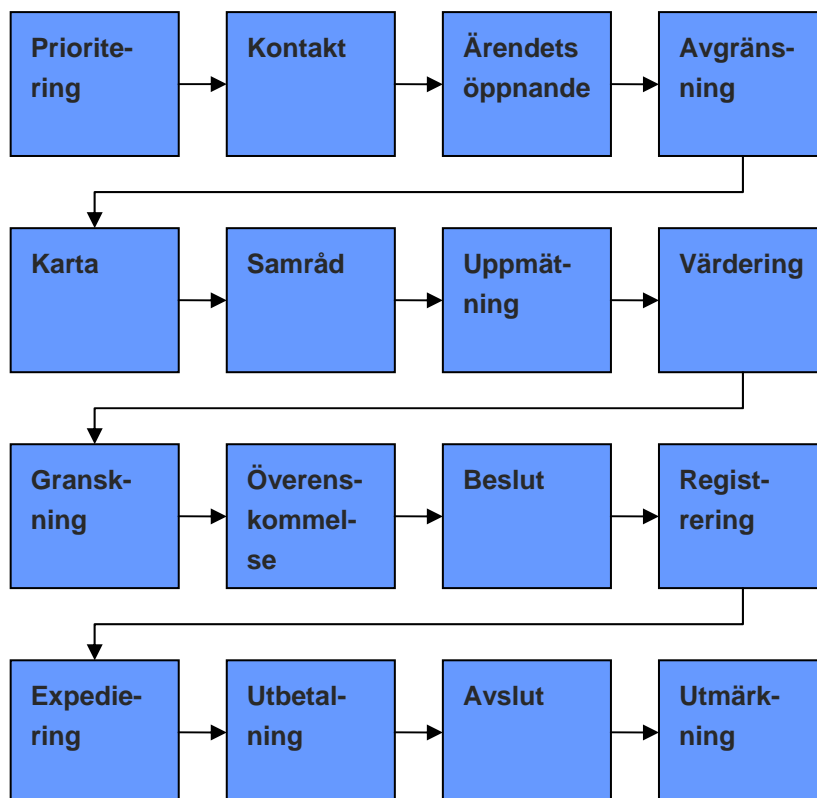 Priorite-
ring
Kontakt
Ärendets
öppnande
Avgräns-
ning
Karta
Samråd
Uppmät-
ning
Värdering
Gransk-
ning
Överens-
kommel-
se
Beslut
Regist-
rering
Expedie-
ring
Utbetal-
ning
Avslut
Utmärk-
ning